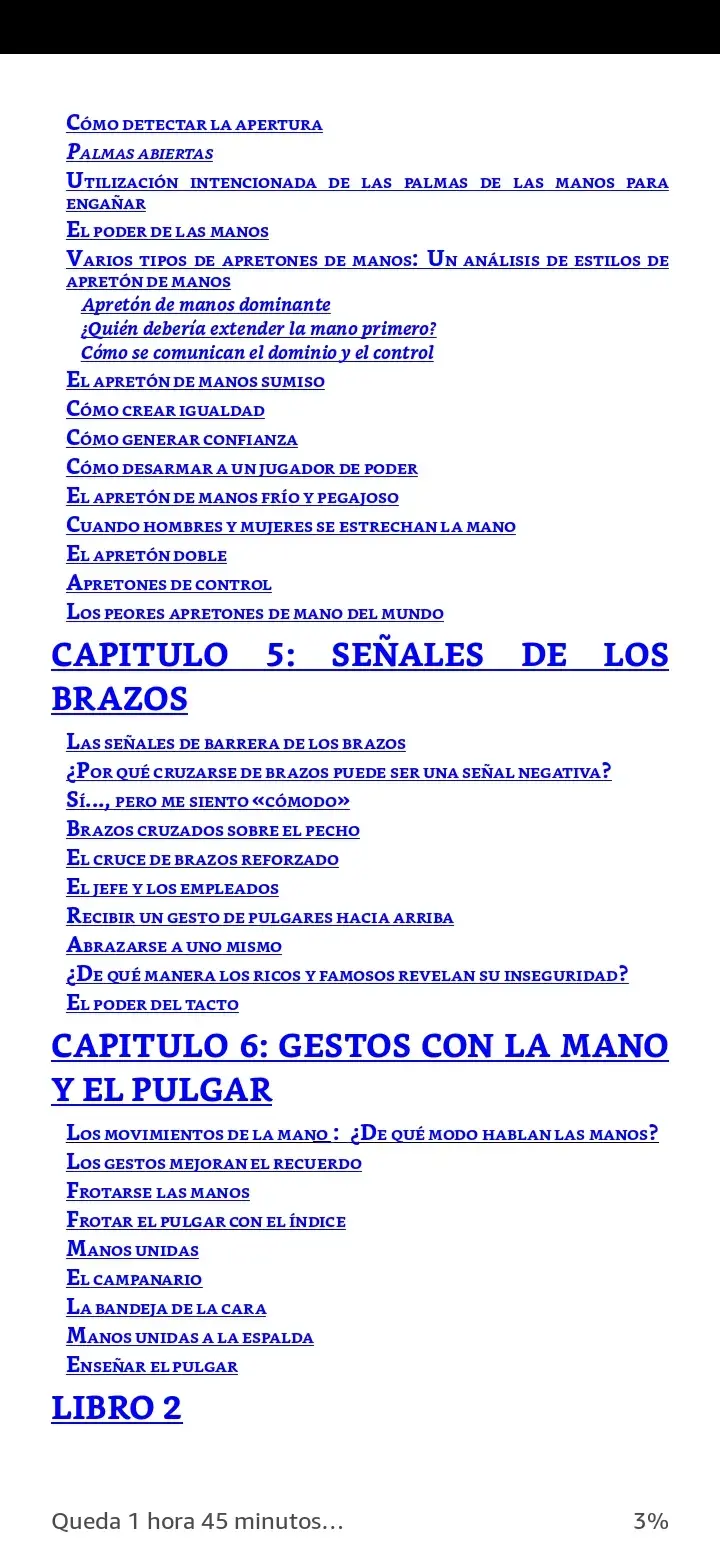 Cómo detectar la apertura
Palmas abiertas
Utilización intencionada de las palmas de las manos para
engañar
El poder de las manos
Varios tipos de apretones de manos: Un análisis de estilos de
apretón de manos
Apretón de manos dominante
¿Quién debería extender la mano primero?
Cómo se comunican el dominio y el control
El apretón de manos sumiso
Cómo crear igualdad
Cómo generar confianza
Cómo desarmar a un jugador de poder
El apretón de manos frío y pegajoso
Cuando hombres y mujeres se estrechan la mano
El apretón doble
Apretones de control
Los peores apretones de mano del mundo
CAPITULO 5: SEÑALES DE LOS
BRAZOS
Las señales de barrera de los brazos
¿Por qué cruzarse de brazos puede ser una señal negativa?
Sí..., pero me siento «cómodo»
Brazos cruzados sobre el pecho
El cruce de brazos reforzado
El jefe y los empleados
Recibir un gesto de pulgares hacia arriba
Abrazarse a uno mismo
¿De qué manera los ricos y famosos revelan su inseguridad?
El poder del tacto
CAPITULO 6: GESTOS CON LA MANO
Y EL PULGAR
Los movimientos de la mano : ¿De qué modo hablan las manos?
Los gestos mejoran el recuerdo
Frotarse las manos
Frotar el pulgar con el índice
Manos unidas
El campanario
La bandeja de la cara
Manos unidas a la espalda
Enseñar el pulgar
LIBRO 2
Queda 1 hora 45 minutos... 3%